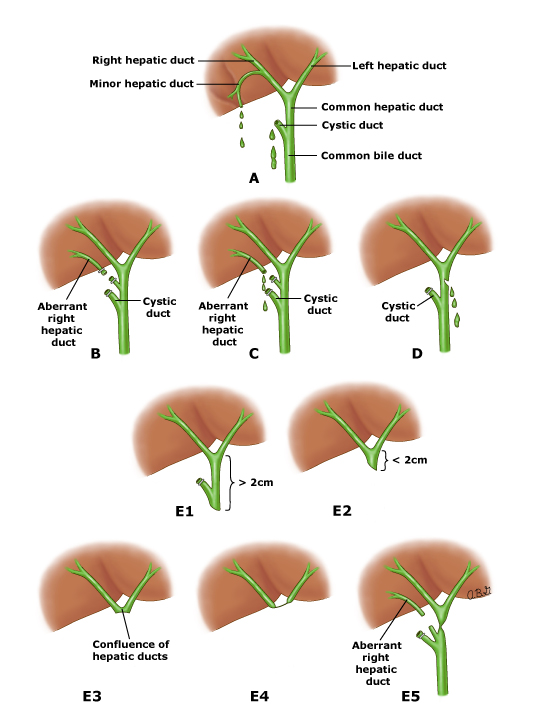 Right hepatic duct
Left hepatic duct
Minor hepatic duct
Common hepatic duct
Cystic duct
Common bile duct
A
Aberrant
right
hepatic
duct
Cystic
duct
B
Aberrant
right
hepatic
duct
Cystic
duct
C
Cystic
duct
D
> 2cm
E1
< 2cm
E2
Confluence of
hepatic ducts
E3
E4
Aberrant
right
hepatic
duct
E5